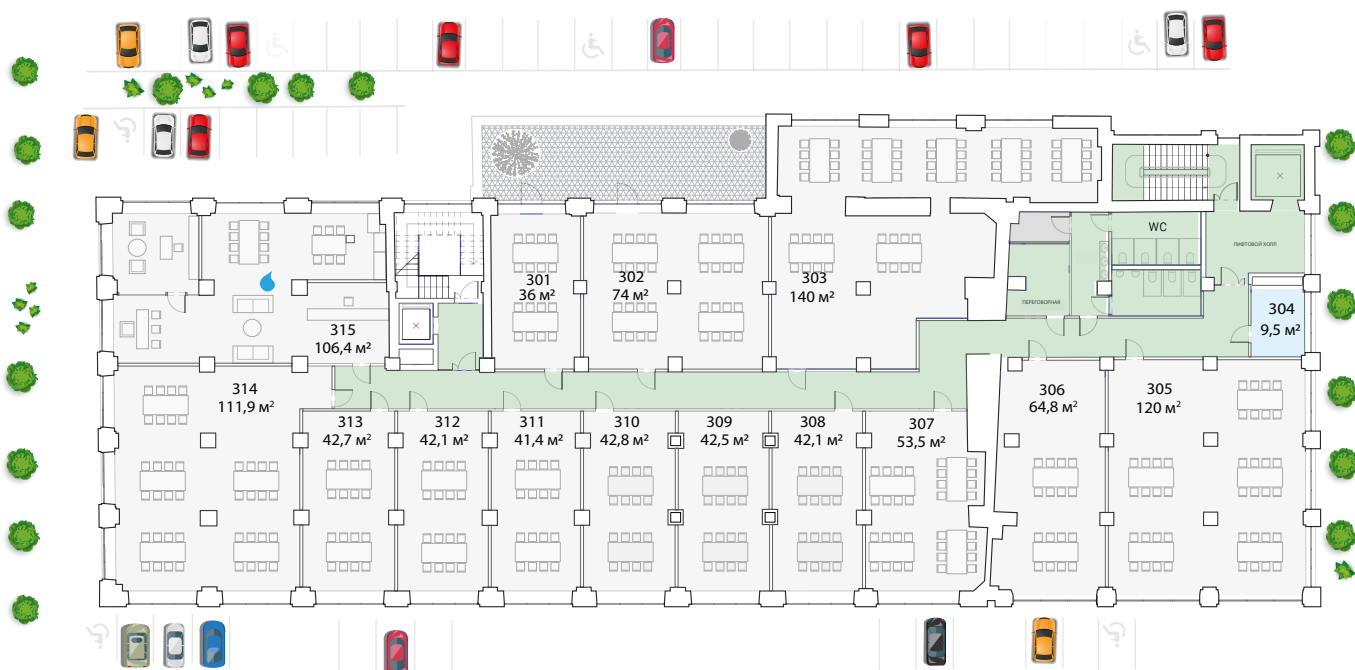 WC
ЛИФТОВОЙ ХОЛЛ
301
36 м²
302
74 м²
303
140 м²
ПЕРЕГОВОРНАЯ
304
9,5 м²
315
106,4 м²
314
111,9 м²
313
42,7 м²
312
42,1 м²
311
41,4 м²
310
42,8 м²
309
42,5 м²
308
42,1 м²
307
53,5 м²
306
64,8 м²
305
120 м²